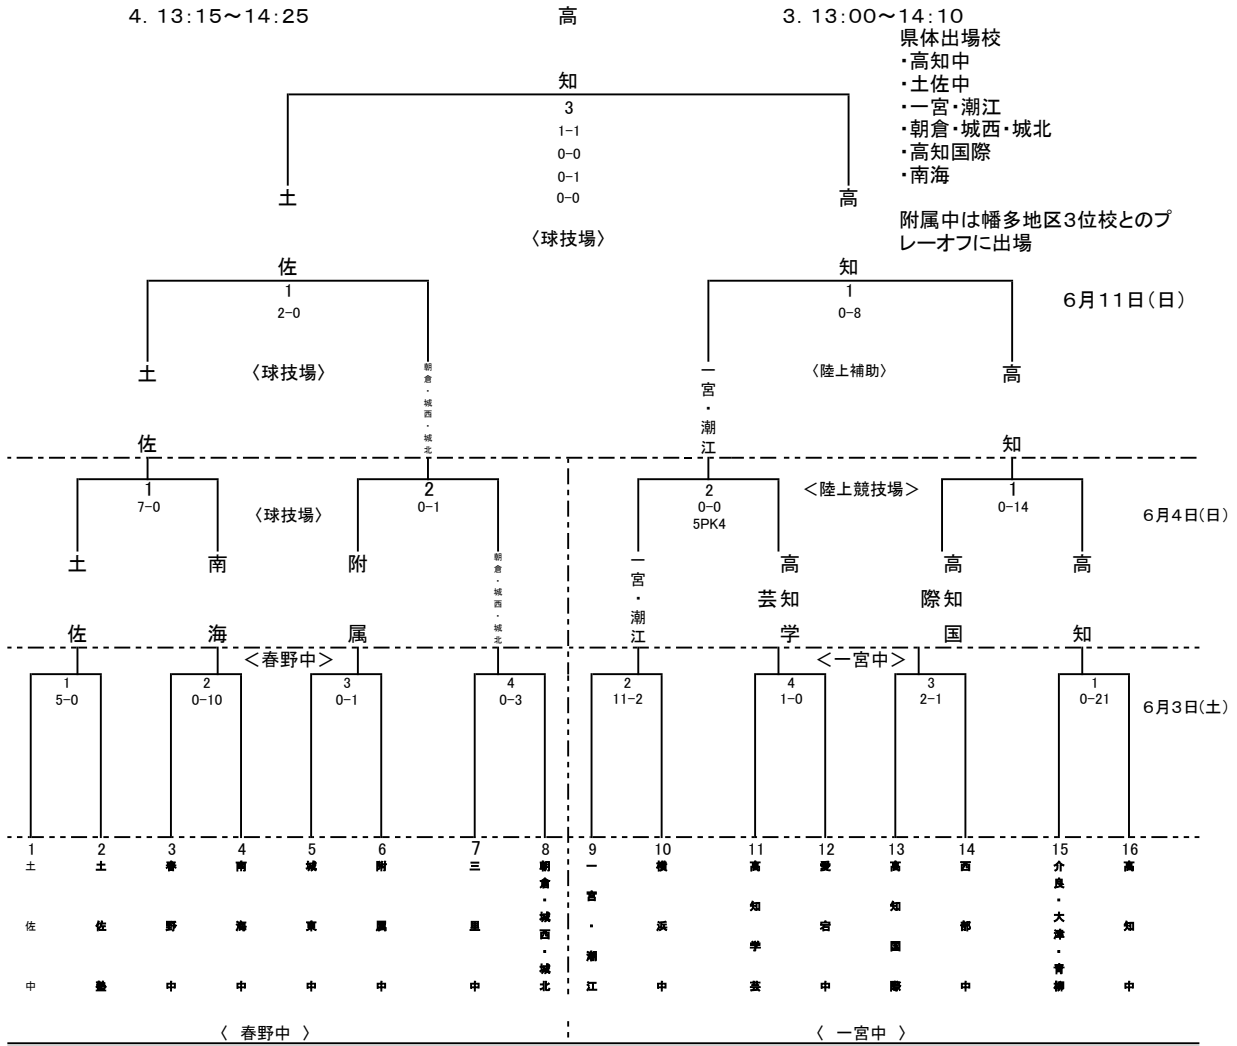 4. 13:15～14:25
高知
3. 13:00～14:10
県体出場校
・高知中
・土佐中
・一宮・潮江
・朝倉・城西・城北
・高知国際
・南海
附属中は幡多地区3位校とのプ
レーオフに出場
3
1-1
0-0
0-1
0-0
〈球技場〉
土佐
高知
1
2-0
1
0-8
6月11日(日)
〈球技場〉
〈陸上補助〉
土佐
朝倉・城西・城北
一宮・潮江
高知
1
7-0
〈球技場〉
2
0-1
2
0-0
5PK4
＜陸上競技場＞
1
0-14
6月4日(日)
土佐
南海
附属
朝倉・城西・城北
一宮・潮江
高知学芸
高知国際
高知
＜春野中＞
＜一宮中＞
1
5-0
2
0-10
3
0-1
4
0-3
2
11-2
4
1-0
3
2-1
1
0-21
6月3日(土)
1
土佐中
2
土佐塾
3
春野中
4
南海中
5
城東中
6
附属中
7
三里中
8
朝倉・城西・城北
9
一宮・潮江
10
横浜中
11
高知学芸
12
愛宕中
13
高知国際
14
西部中
15
介良・大津・青柳
16
高知中
〈 春野中 〉
〈 一宮中 〉